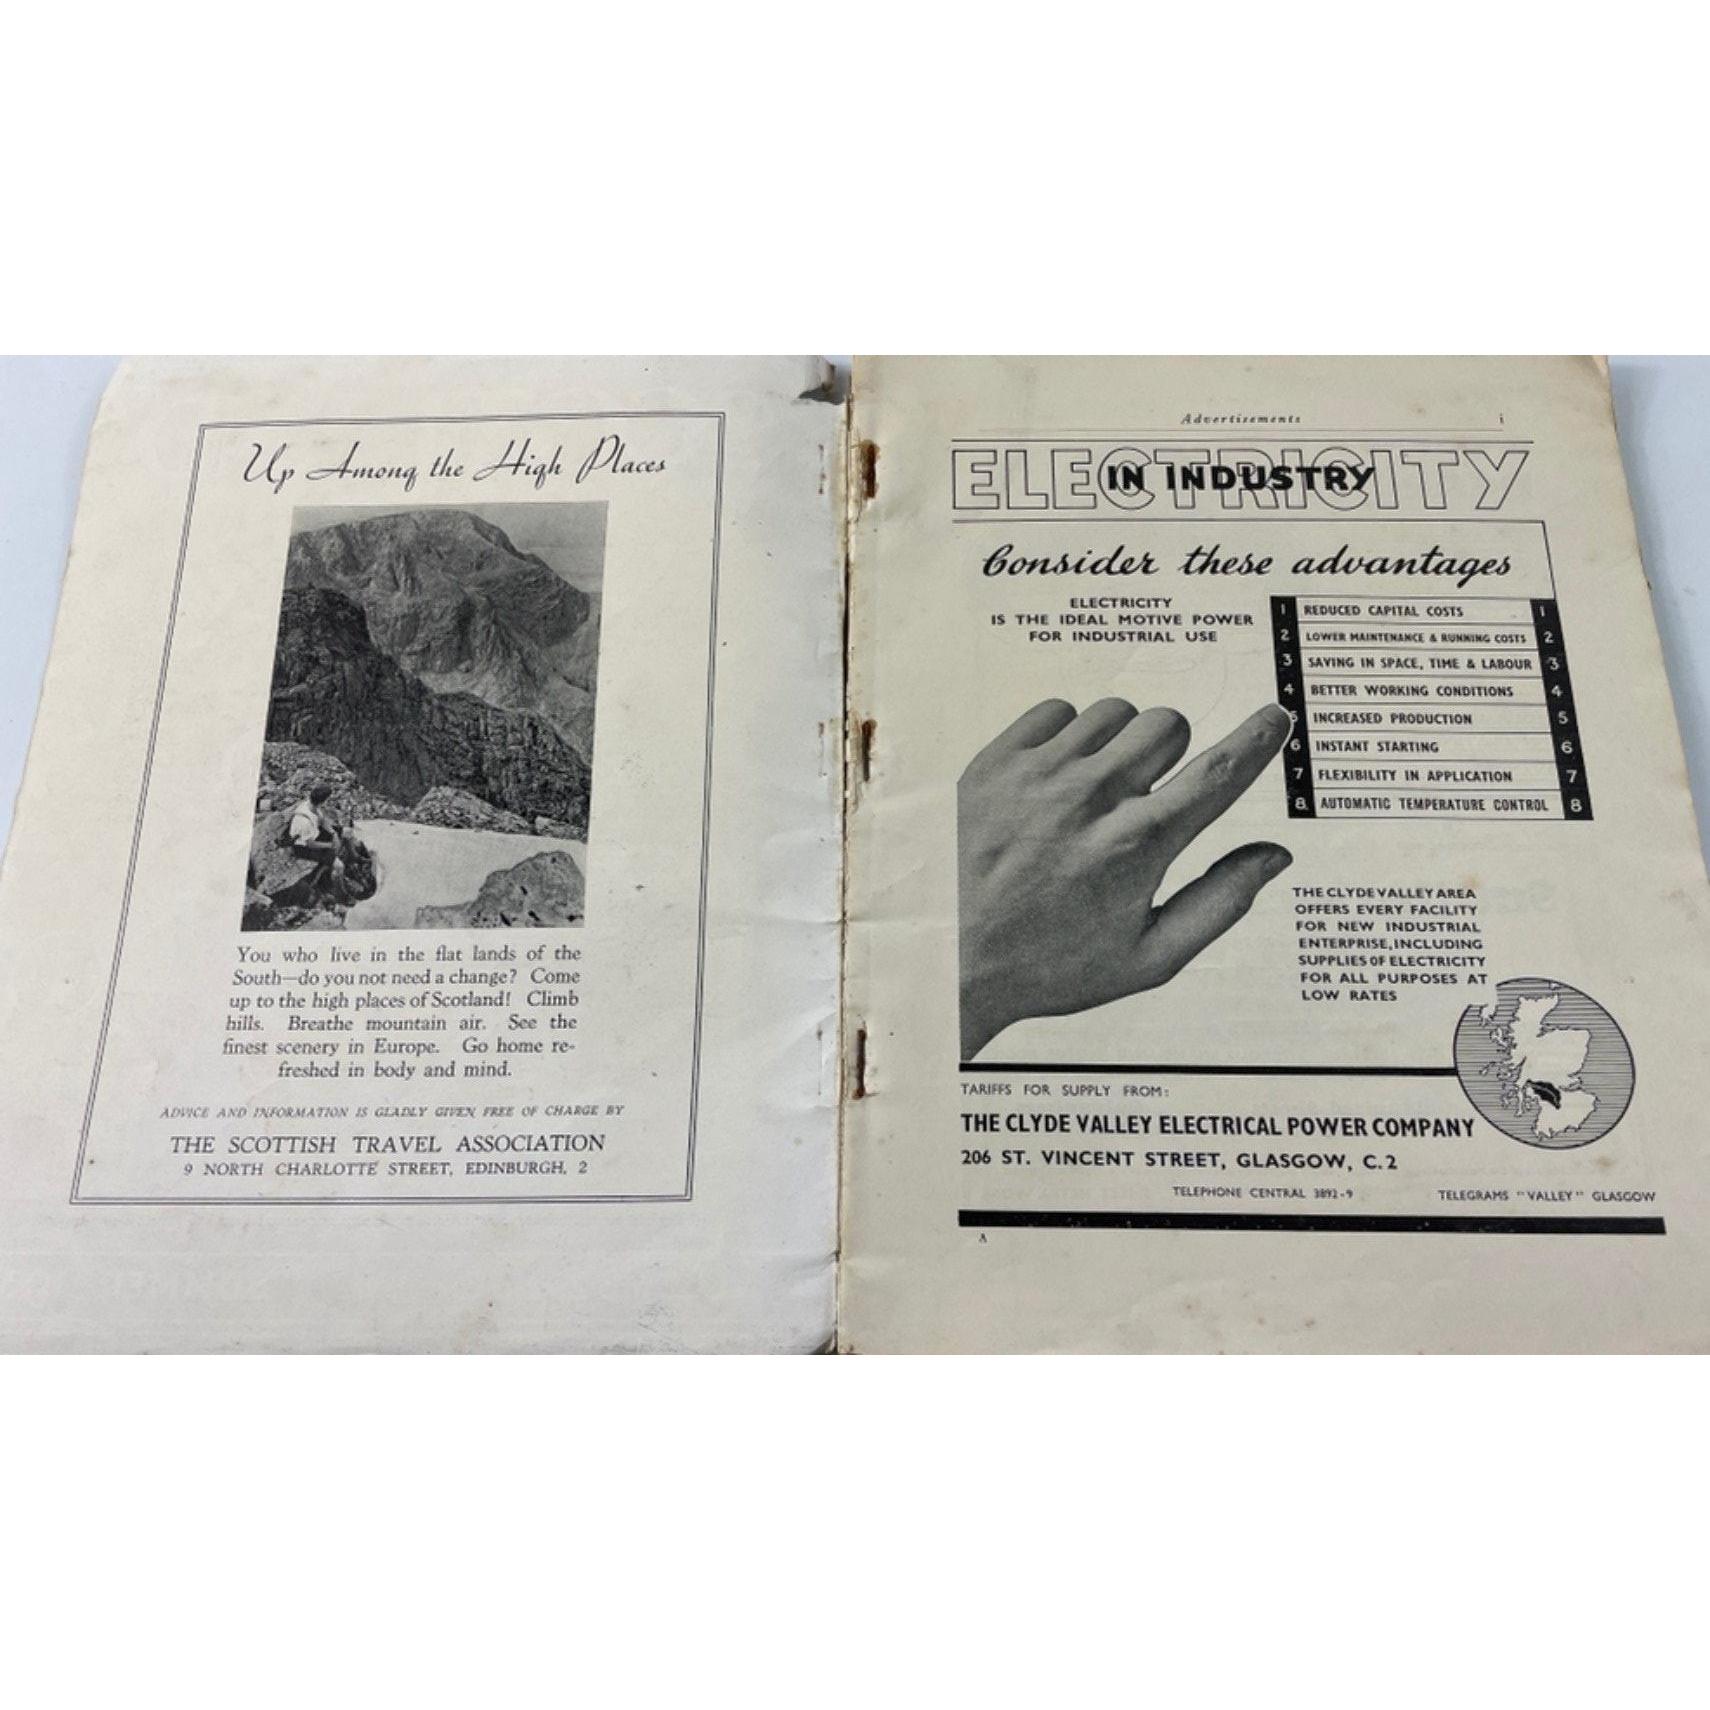 Up Among the High Places
You who live in the flat lands of the
South—do you not need a change? Come
up to the high places of Scotland! Climb
hills. Breathe mountain air. See the
finest scenery in Europe. Go home re-
freshed in body and mind.
ADVICE AND INFORMATION IS GLADLY GIVEN FREE OF CHARGE BY
THE SCOTTISH TRAVEL ASSOCIATION
9 NORTH CHARLOTTE STREET, EDINBURGH, 2
Advertisements i
ELECTRICITY
IN INDUSTRY
Consider these advantages
ELECTRICITY
IS THE IDEAL MOTIVE POWER
FOR INDUSTRIAL USE
1 REDUCED CAPITAL COSTS 1
2 LOWER MAINTENANCE & RUNNING COSTS 2
3 SAVING IN SPACE, TIME & LABOUR 3
4 BETTER WORKING CONDITIONS 4
5 INCREASED PRODUCTION 5
6 INSTANT STARTING 6
7 FLEXIBILITY IN APPLICATION 7
8 AUTOMATIC TEMPERATURE CONTROL 8
THE CLYDE VALLEY AREA
OFFERS EVERY FACILITY
FOR NEW INDUSTRIAL
ENTERPRISE, INCLUDING
SUPPLIES OF ELECTRICITY
FOR ALL PURPOSES AT
LOW RATES
TARIFFS FOR SUPPLY FROM:
THE CLYDE VALLEY ELECTRICAL POWER COMPANY
206 ST. VINCENT STREET, GLASGOW, C.2
TELEPHONE CENTRAL 3892-9 TELEGRAMS "VALLEY" GLASGOW
A